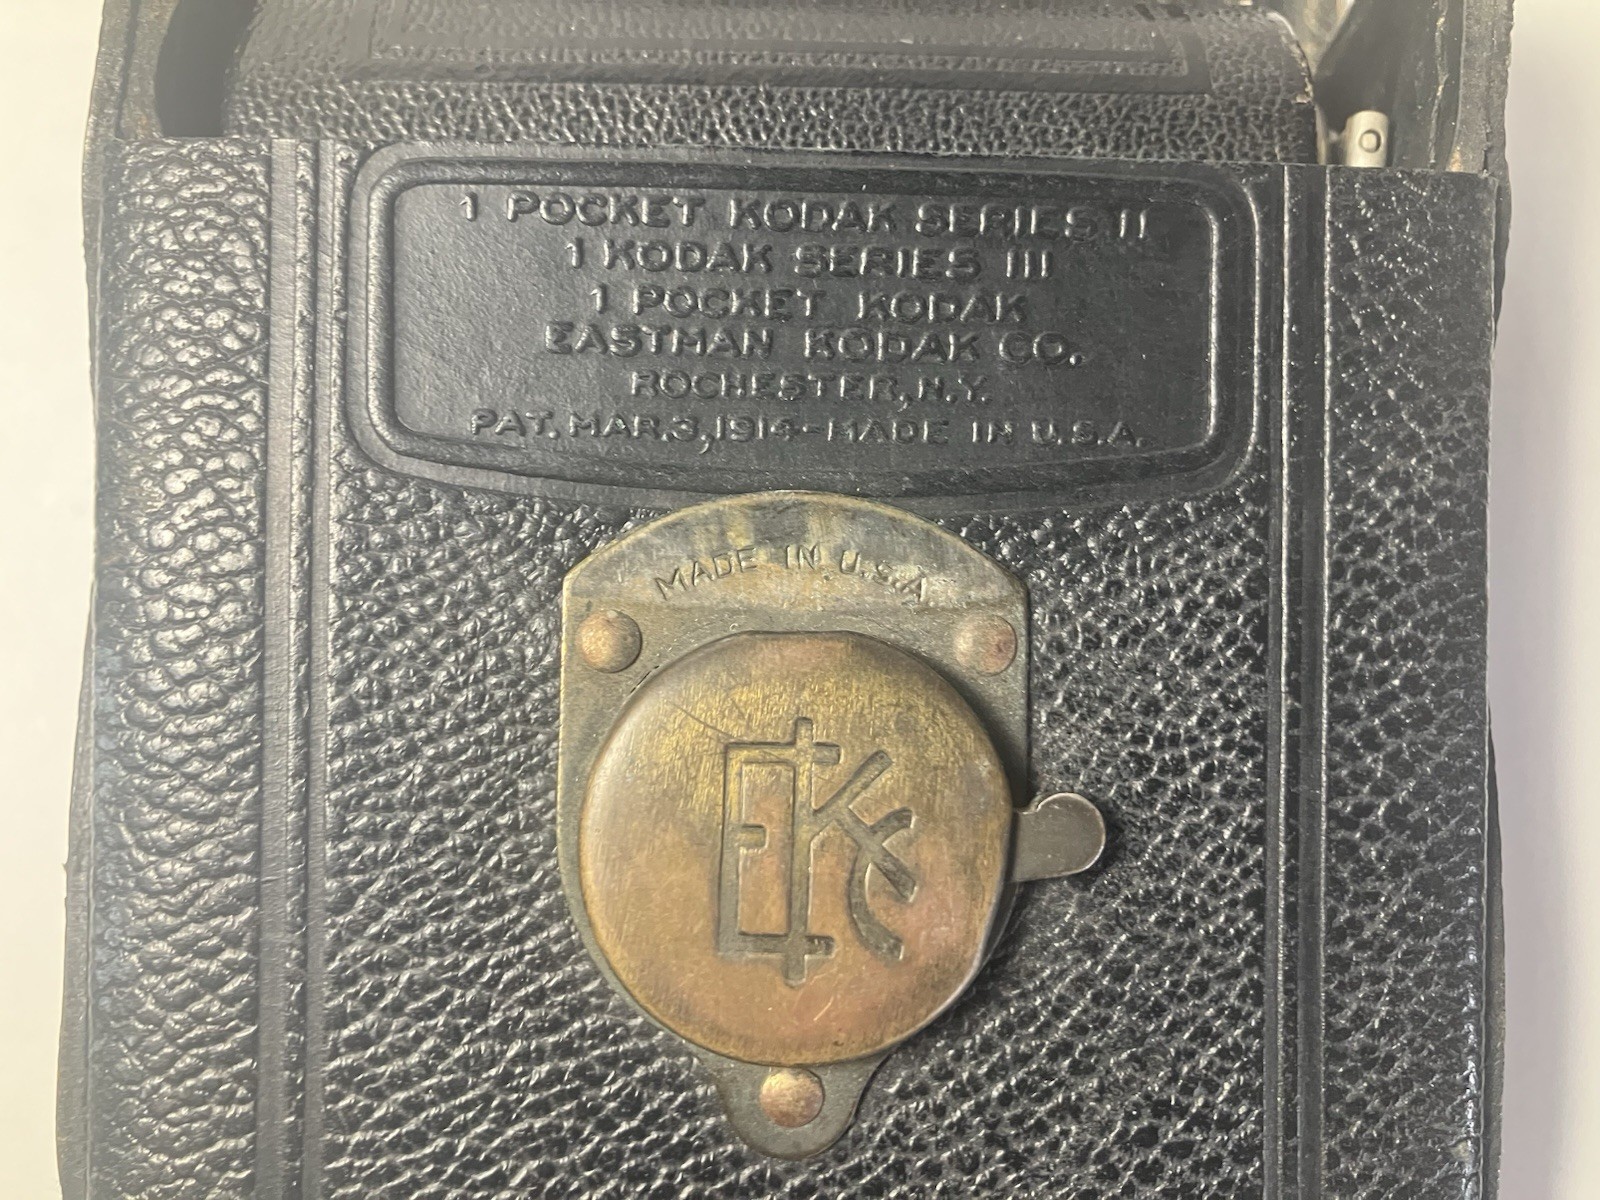 1 POCKET KODAK SERIES II
1 KODAK SERIES III
1 POCKET KODAK
EASTMAN KODAK CO.
ROCHESTER, N.Y.
PAT. MAR. 3, 1914-MADE IN U.S.A.
MADE IN U.S.A
EKC